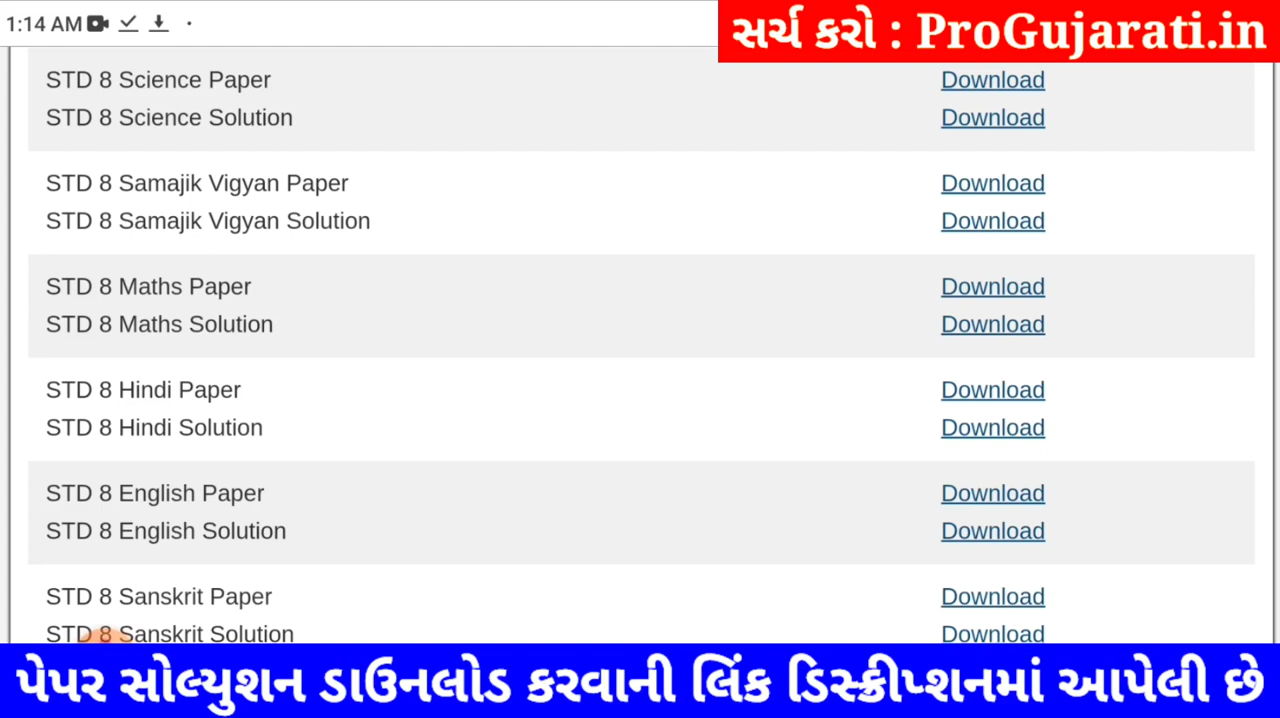 1:14 AM
સર્ચ કરો : ProGujarati.in
STD 8 Science Paper Download
STD 8 Science Solution Download
STD 8 Samajik Vigyan Paper Download
STD 8 Samajik Vigyan Solution Download
STD 8 Maths Paper Download
STD 8 Maths Solution Download
STD 8 Hindi Paper Download
STD 8 Hindi Solution Download
STD 8 English Paper Download
STD 8 English Solution Download
STD 8 Sanskrit Paper Download
STD 8 Sanskrit Solution Download
પેપર સોલ્યુશન ડાઉનલોડ કરવાની લિંક ડિસ્ક્રીપ્શનમાં આપેલી છે